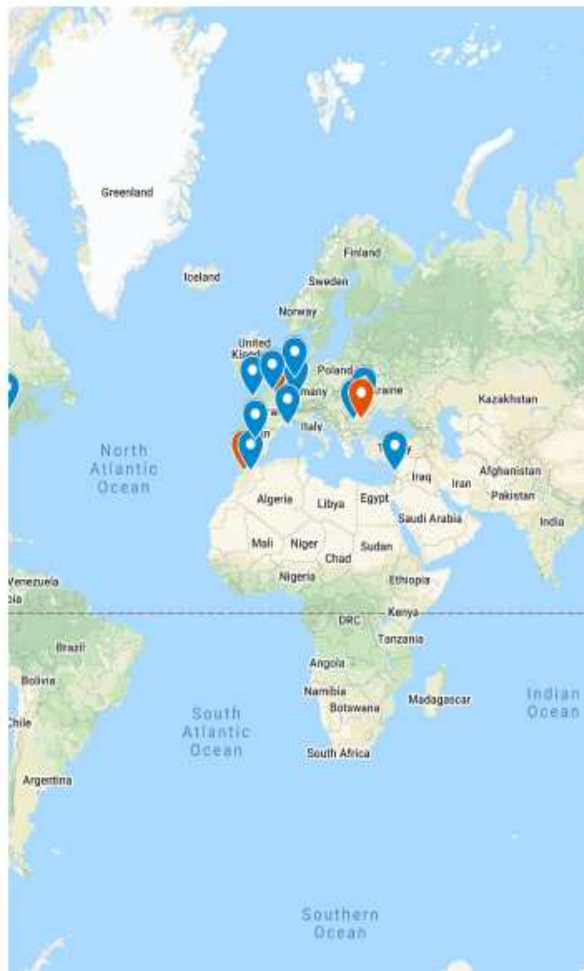 Greenland
Iceland
Finland
Sweden
Norway
United
Poland
Kazakhstan
Italy
North
Atlantic
Ocean
Afghanistan
Iraq
Iran
Pakistan
Algeria
Libya
Egypt
Saudi Arabia
India
Mali
Niger
Chad
Sudan
Nigeria
Ethiopia
Venezuela
Kenya
DRC
Tanzania
Brazil
Angola
Bolivia
Namibia
Botswana
Madagascar
Indian
Ocean
South
Atlantic
Ocean
Chile
South Africa
Argentina
Southern
Ocean